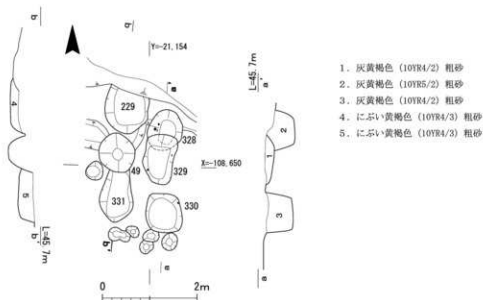 b
Y=-21,154
a
229
328
X=-108,650
49
329
331
330
b
a
0
2m
4
5
b
L=45.7m
b
L=45.7m
a
2
1
3
a
1. 灰黄褐色 (10YR4/2) 粗砂
2. 灰黄褐色 (10YR5/2) 粗砂
3. 灰黄褐色 (10YR4/2) 粗砂
4. にぶい黄褐色 (10YR4/3) 粗砂
5. にぶい黄褐色 (10YR4/3) 粗砂